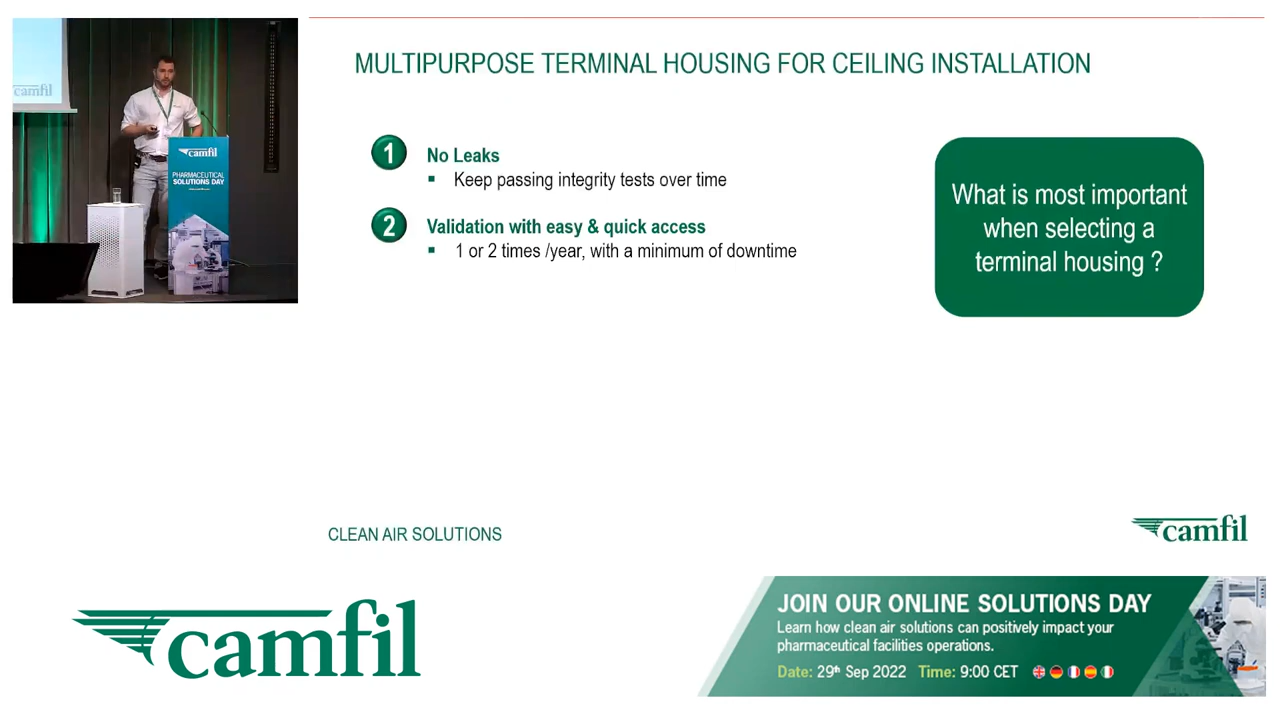 camfil
camfil
PHARMACEUTICAL
SOLUTIONS DAY
MULTIPURPOSE TERMINAL HOUSING FOR CEILING INSTALLATION
1 No Leaks
▪ Keep passing integrity tests over time
2 Validation with easy & quick access
▪ 1 or 2 times /year, with a minimum of downtime
What is most important
when selecting a
terminal housing ?
CLEAN AIR SOLUTIONS
camfil
camfil
JOIN OUR ONLINE SOLUTIONS DAY
Learn how clean air solutions can positively impact your
pharmaceutical facilities operations.
Date: 29th Sep 2022 Time: 9:00 CET